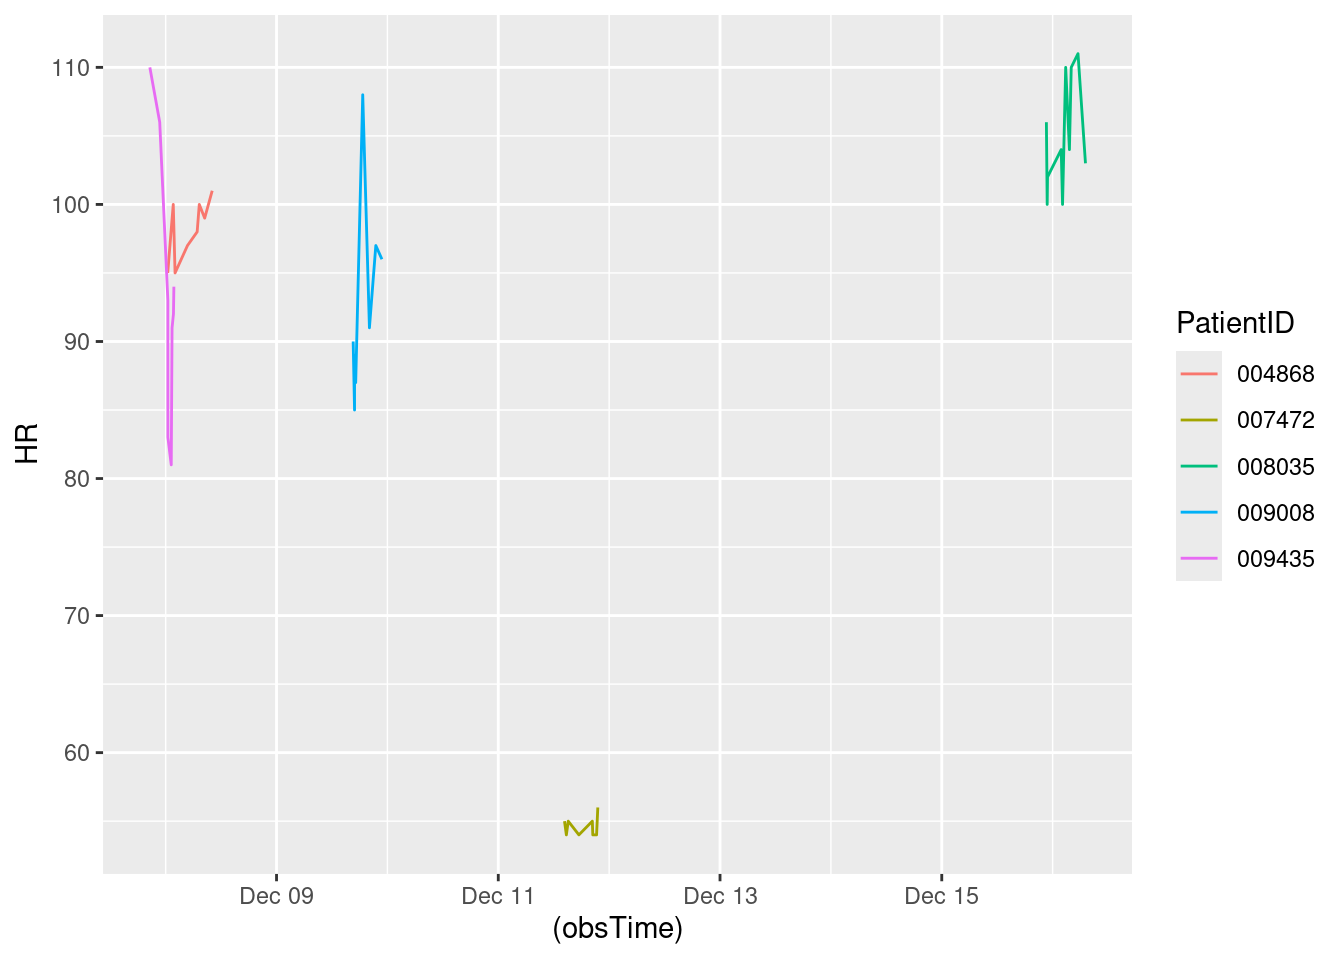 110
100
90
80
70
60
HR
Dec 09
Dec 11
Dec 13
Dec 15
(obsTime)
PatientID
004868
007472
008035
009008
009435